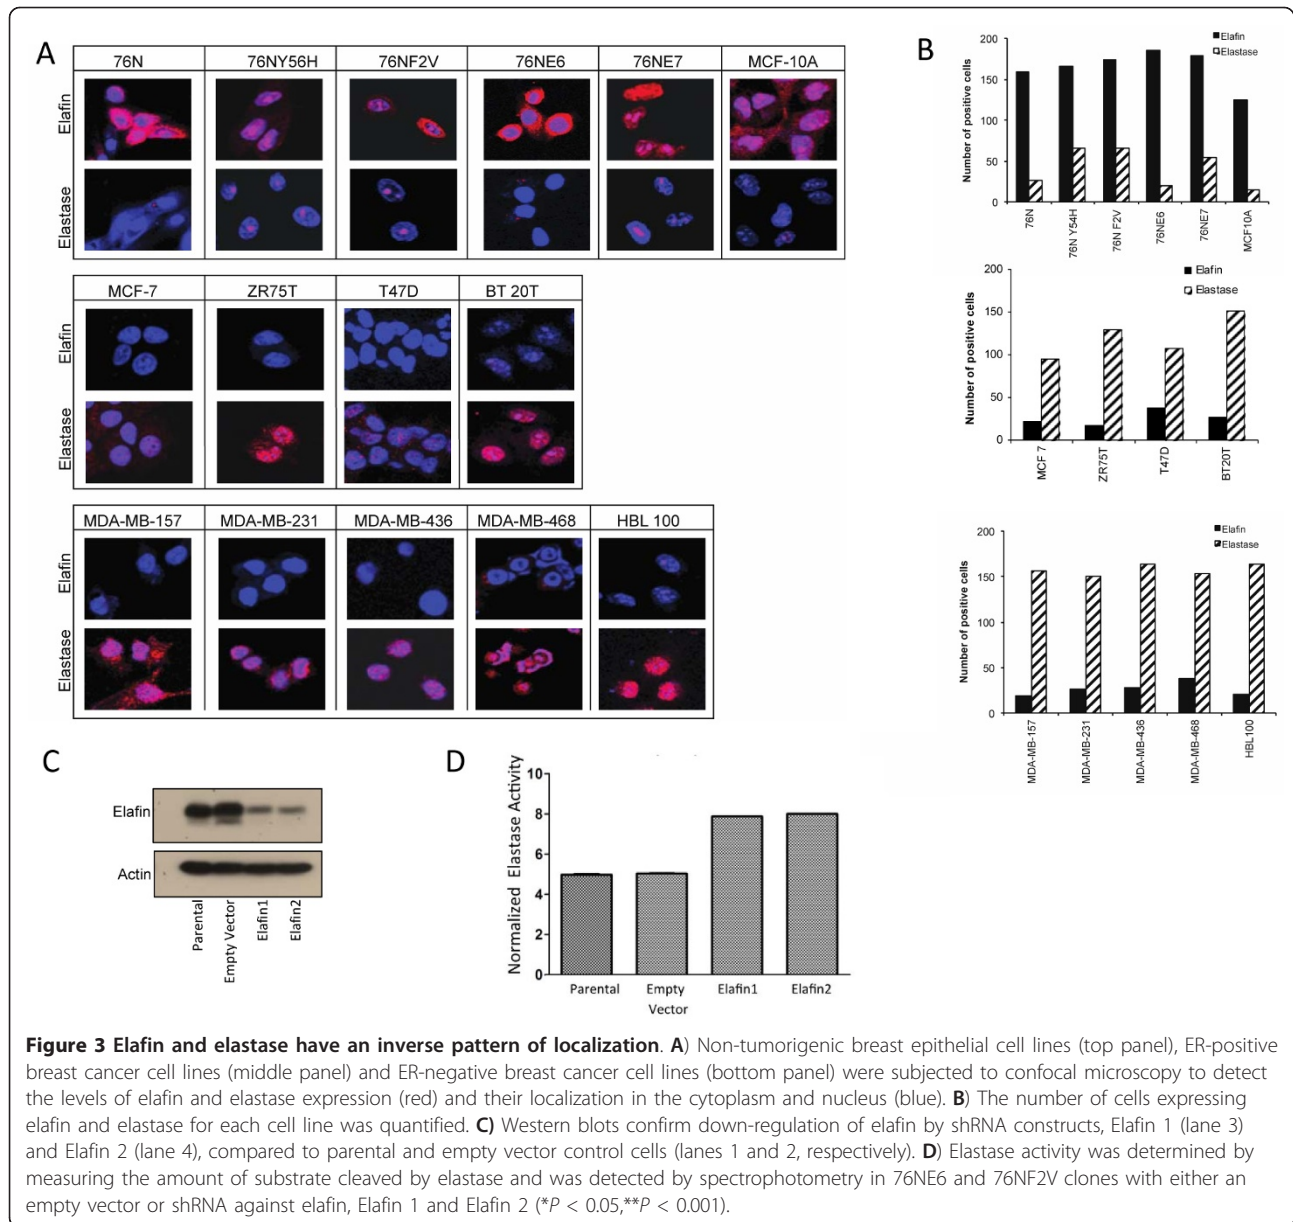 A
76N 76NY56H 76NF2V 76NE6 76NE7 MCF-10A
Elafin
Elastase
MCF-7 ZR75T T47D BT 20T
Elafin
Elastase
MDA-MB-157 MDA-MB-231 MDA-MB-436 MDA-MB-468 HBL 100
Elafin
Elastase
B
Elafin
Elastase
Number of positive cells
200
150
100
50
0
76N 76N Y54H 76N F2V 76NE6 76NE7 MCF10A
Elafin
Elastase
Number of positive cells
200
150
100
50
0
MCF 7 ZR75T T47D BT20T
Elafin
Elastase
Number of positive cells
200
150
100
50
0
MDA-MB-157 MDA-MB-231 MDA-MB-436 MDA-MB-468 HBL100
C
Elafin
Actin
Parental Empty Vector Elafin1 Elafin2
D
Normalized Elastase Activity
10
8
6
4
2
0
Parental Empty Elafin1 Elafin2
Vector
Figure 3 Elafin and elastase have an inverse pattern of localization. A) Non-tumorigenic breast epithelial cell lines (top panel), ER-positive
breast cancer cell lines (middle panel) and ER-negative breast cancer cell lines (bottom panel) were subjected to confocal microscopy to detect
the levels of elafin and elastase expression (red) and their localization in the cytoplasm and nucleus (blue). B) The number of cells expressing
elafin and elastase for each cell line was quantified. C) Western blots confirm down-regulation of elafin by shRNA constructs, Elafin 1 (lane 3)
and Elafin 2 (lane 4), compared to parental and empty vector control cells (lanes 1 and 2, respectively). D) Elastase activity was determined by
measuring the amount of substrate cleaved by elastase and was detected by spectrophotometry in 76NE6 and 76NF2V clones with either an
empty vector or shRNA against elafin, Elafin 1 and Elafin 2 (*P < 0.05,**P < 0.001).